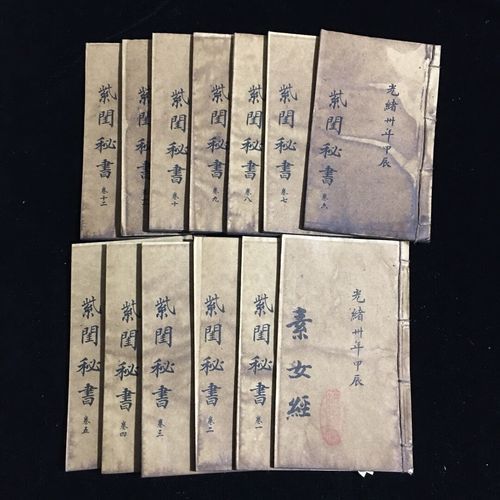 光緒卅年甲辰
紫閨秘書 卷六
紫閨秘書 卷七
紫閨秘書 卷八
紫閨秘書 卷九
紫閨秘書 卷十
紫閨秘書
紫閨秘書 卷十二
光緒卅年甲辰
素女經
紫閨秘書 卷一
紫閨秘書 卷二
紫閨秘書 卷三
紫閨秘書 卷四
紫閨秘書 卷五